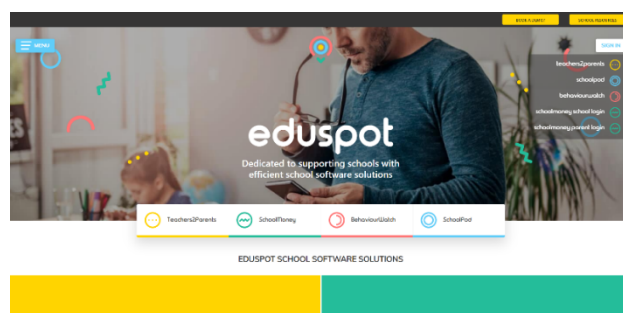 BOOK A DEMO
SCHOOL RESOURCES
MENU
SIGN IN
teachers2parents
schoolpod
behaviourwatch
schoolmoney school login
schoolmoney parent login
eduspot
Dedicated to supporting schools with
efficient school software solutions
Teachers2Parents
SchoolMoney
BehaviourWatch
SchoolPod
EDUSPOT SCHOOL SOFTWARE SOLUTIONS